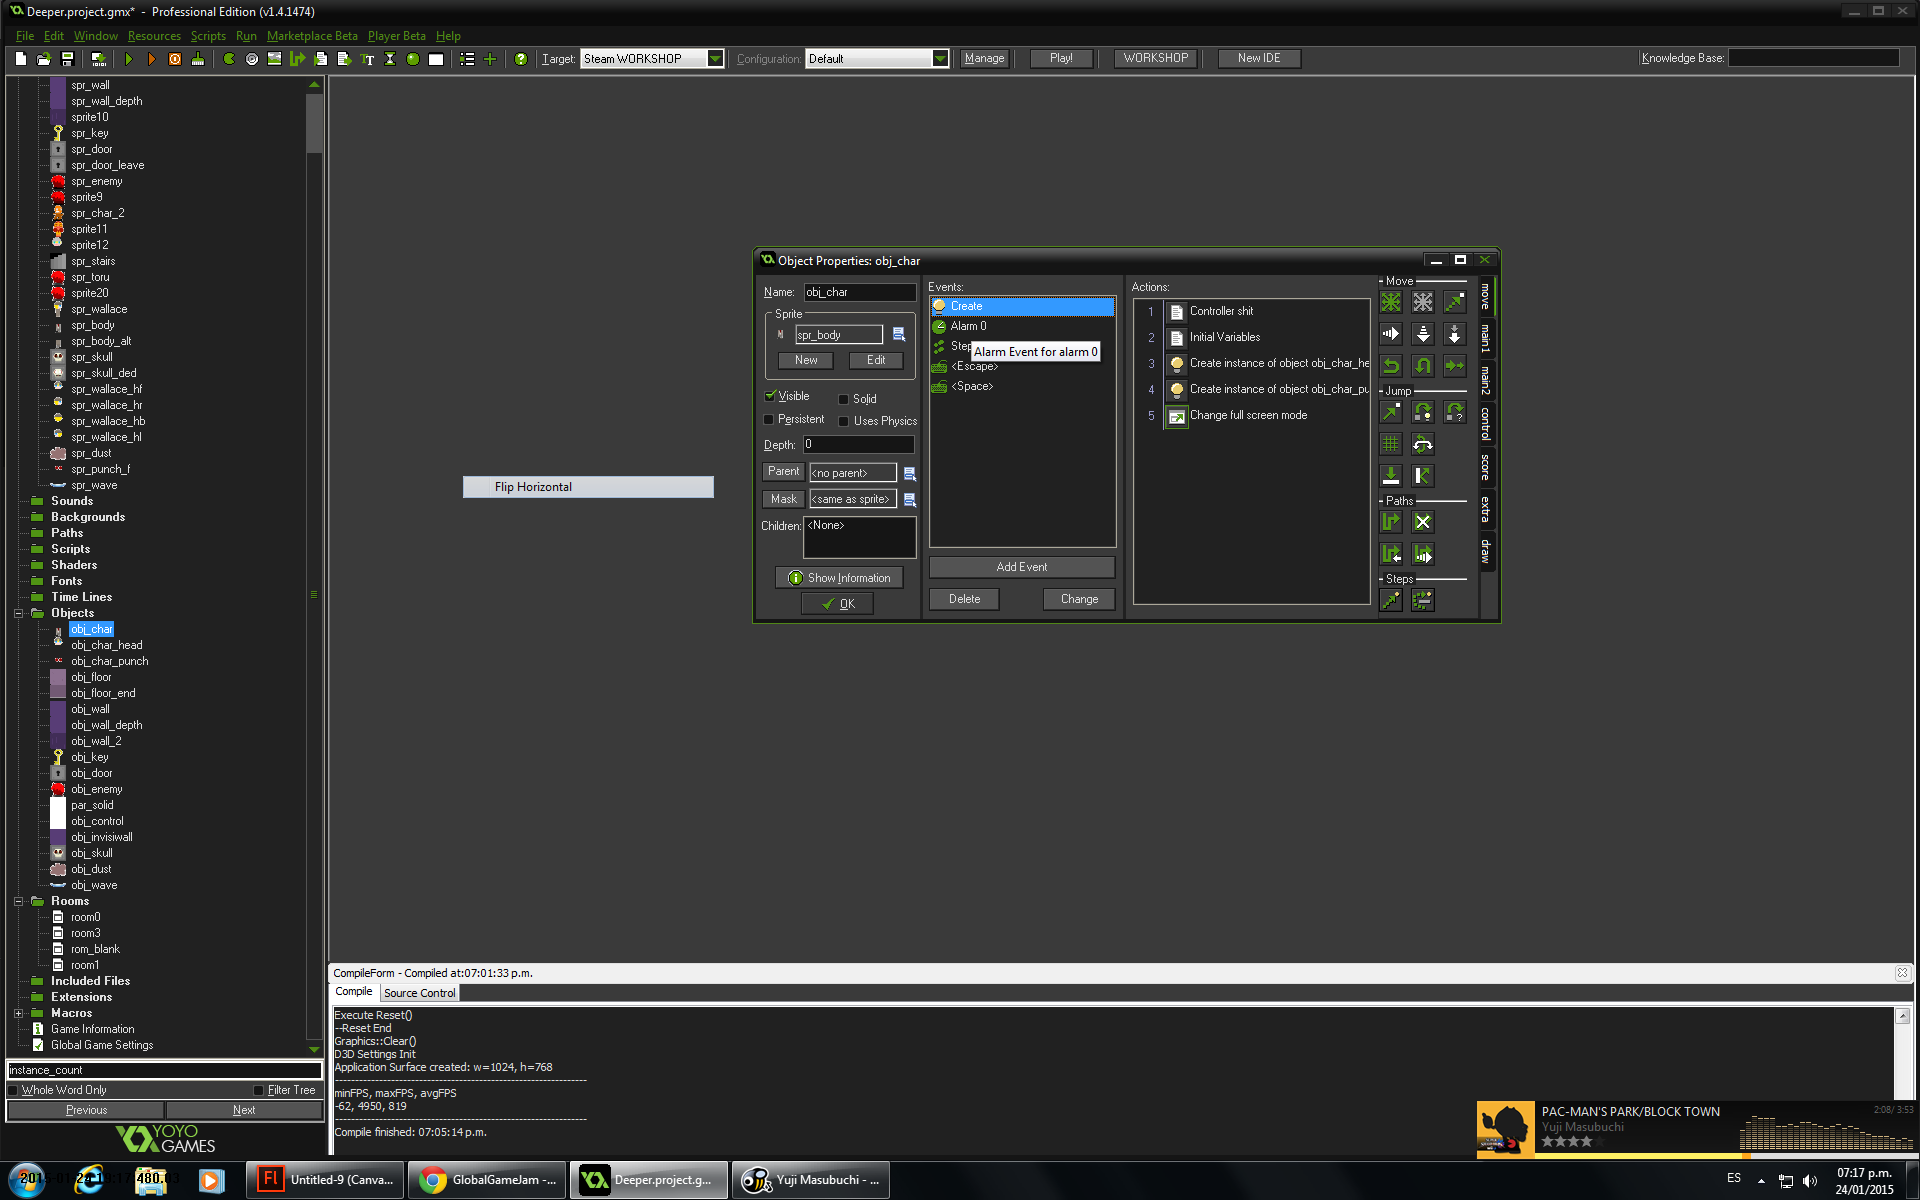 Deeper.project.gmx* - Professional Edition (v1.4.1474)
File Edit Window Resources Scripts Run Marketplace Beta Player Beta Help
Target: Steam WORKSHOP Configuration: Default Manage Play! WORKSHOP New IDE Knowledge Base:
spr_wall
spr_wall_depth
sprite10
spr_key
spr_door
spr_door_leave
spr_enemy
sprite9
spr_char_2
sprite11
sprite12
spr_stairs
spr_toru
sprite20
spr_wallace
spr_body
spr_body_alt
spr_skull
spr_skull_ded
spr_wallace_hf
spr_wallace_hr
spr_wallace_hb
spr_wallace_hl
spr_dust
spr_punch_f
spr_wave
Sounds
Backgrounds
Paths
Scripts
Shaders
Fonts
Time Lines
Objects
obj_char
obj_char_head
obj_char_punch
obj_floor
obj_floor_end
obj_wall
obj_wall_depth
obj_wall_2
obj_key
obj_door
obj_enemy
par_solid
obj_control
obj_invisiwall
obj_skull
obj_dust
obj_wave
Rooms
room0
room3
rom_blank
room1
Included Files
Extensions
Macros
Game Information
Global Game Settings
instance_count
Whole Word Only Filter Tree
Previous Next
YOYO
GAMES
Flip Horizontal
Object Properties: obj_char
Name: obj_char
Sprite
spr_body
New Edit
Visible Solid
Persistent Uses Physics
Depth: 0
Parent <no parent>
Mask <same as sprite>
Children: <None>
Show Information
OK
Events:
Create
Alarm 0
Step
Alarm Event for alarm 0
<Escape>
<Space>
Add Event
Delete Change
Actions:
1 Controller shit
2 Initial Variables
3 Create instance of object obj_char_he
4 Create instance of object obj_char_pu
5 Change full screen mode
Move
Jump
Paths
Steps
move
main1
main2
control
score
extra
draw
CompileForm - Compiled at:07:01:33 p.m.
Compile Source Control
Execute Reset()
--Reset End
Graphics::Clear()
D3D Settings Init
Application Surface created: w=1024, h=768
minFPS, maxFPS, avgFPS
-62, 4950, 819
Compile finished: 07:05:14 p.m.
PAC-MAN'S PARK/BLOCK TOWN 2:08/ 3:53
Yuji Masubuchi
Untitled-9 (Canva...
GlobalGameJam -...
Deeper.project.g...
Yuji Masubuchi - ...
ES
07:17 p.m.
24/01/2015